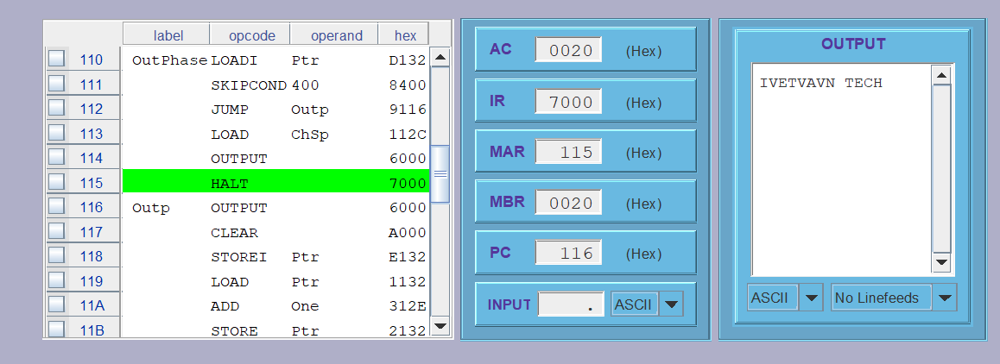 label opcode operand hex
110 OutPhase LOADI Ptr D132
111 SKIPCOND 400 8400
112 JUMP Outp 9116
113 LOAD ChSp 112C
114 OUTPUT 6000
115 HALT 7000
116 Outp OUTPUT 6000
117 CLEAR A000
118 STOREI Ptr E132
119 LOAD Ptr 1132
11A ADD One 312E
11B STORE Ptr 2132
AC 0020 (Hex)
IR 7000 (Hex)
MAR 115 (Hex)
MBR 0020 (Hex)
PC 116 (Hex)
INPUT . ASCII
OUTPUT
IVETVAVN TECH
ASCII No Linefeeds